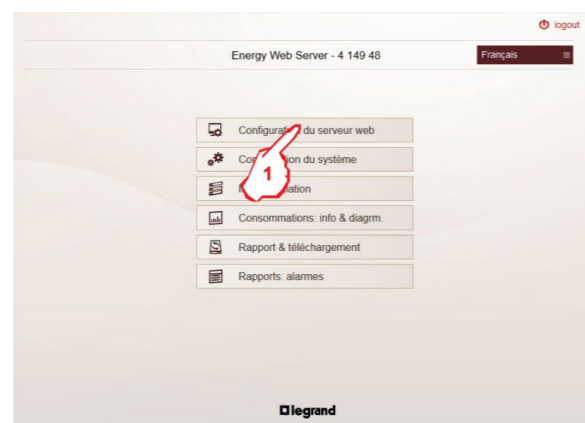 logout
Energy Web Server - 4 149 48
Français
Configuration du serveur web
du système
1
Consommations: info & diagrm.
Rapport & téléchargement
Rapports: alarmes
legrand